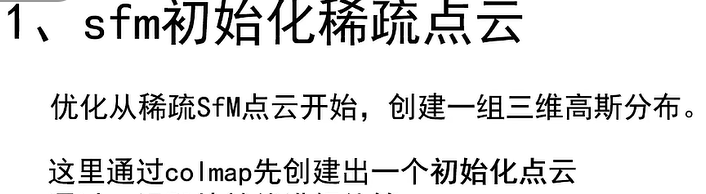 1、sfm初始化稀疏点云
优化从稀疏SfM点云开始，创建一组三维高斯分布。
这里通过colmap先创建出一个初始化点云